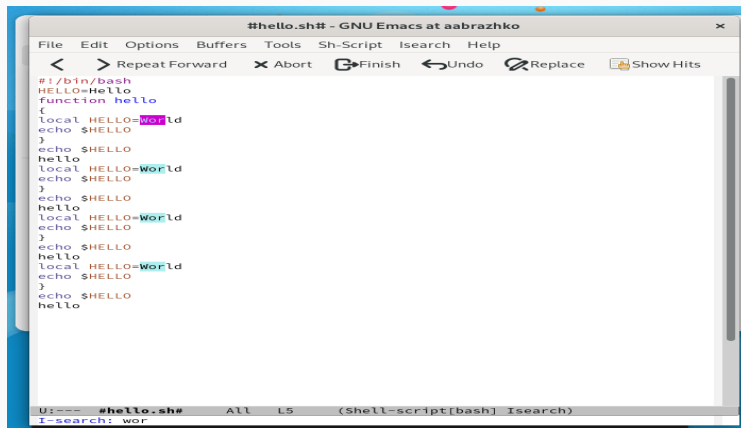 #hello.sh# - GNU Emacs at aabrazhko
File Edit Options Buffers Tools Sh-Script Isearch Help
Repeat Forward Abort Finish Undo Replace Show Hits
#!/bin/bash
HELLO=Hello
function hello
{
local HELLO=World
echo $HELLO
}
echo $HELLO
hello
local HELLO=World
echo $HELLO
}
echo $HELLO
hello
local HELLO=World
echo $HELLO
}
echo $HELLO
hello
local HELLO=World
echo $HELLO
}
echo $HELLO
hello
U:--- #hello.sh# All L5 (Shell-script[bash] Isearch)
I-search: wor